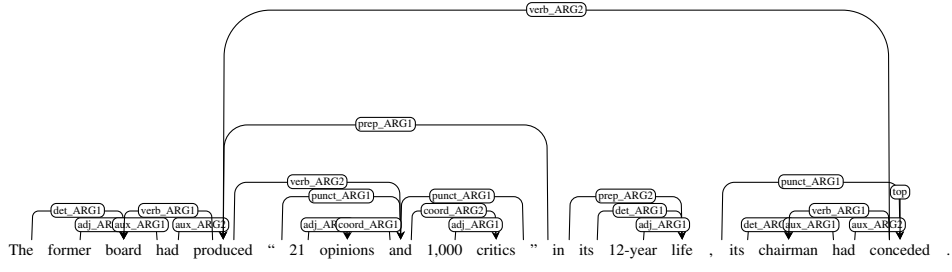 verb_ARG2
prep_ARG1
verb_ARG2 punct_ARG1
top
punct_ARG1 punct_ARG1 prep_ARG2
det_ARG1 verb_ARG1 coord_ARG2 det_ARG1 verb_ARG1
adj_AR aux_ARG1 aux_ARG2 adj_AR coord_ARG1 adj_ARG1 adj_ARG1 det_ARG aux_ARG1 aux_ARG2
The former board had produced “ 21 opinions and 1,000 critics ” in its 12-year life , its chairman had conceded .